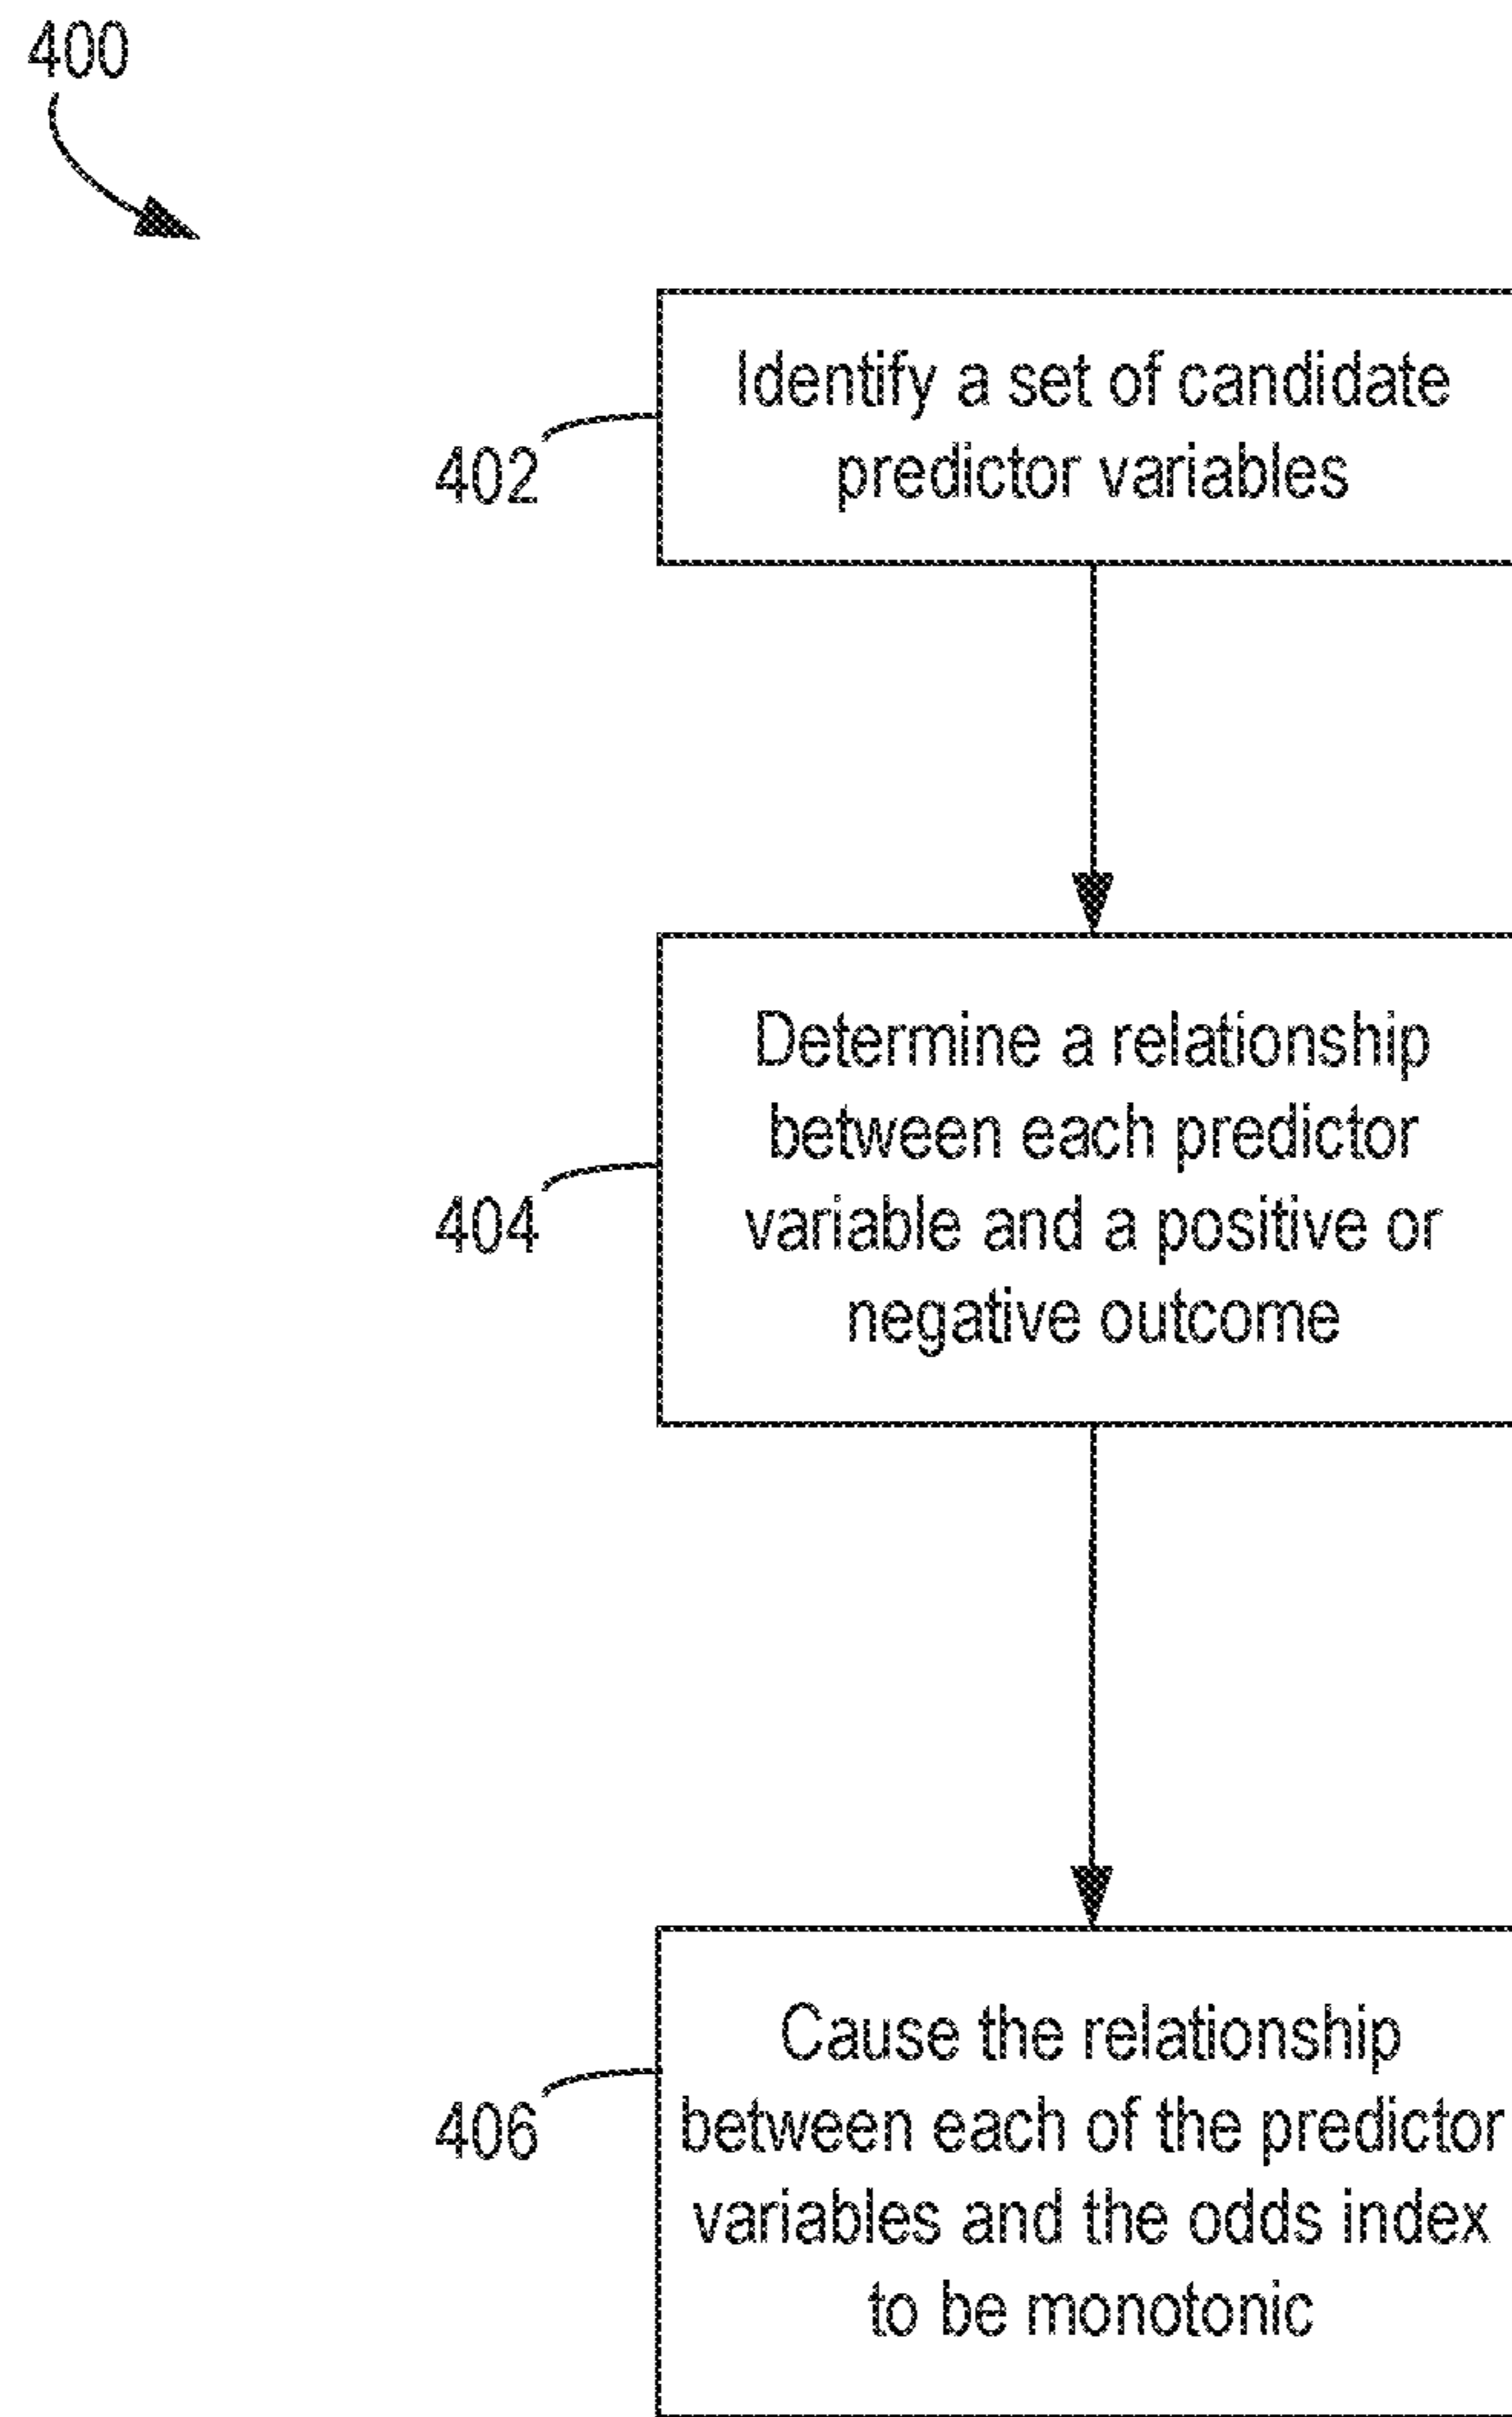 400
Identify a set of candidate
predictor variables
402
Determine a relationship
between each predictor
variable and a positive or
negative outcome
404
Cause the relationship
between each of the predictor
variables and the odds index
to be monotonic
406